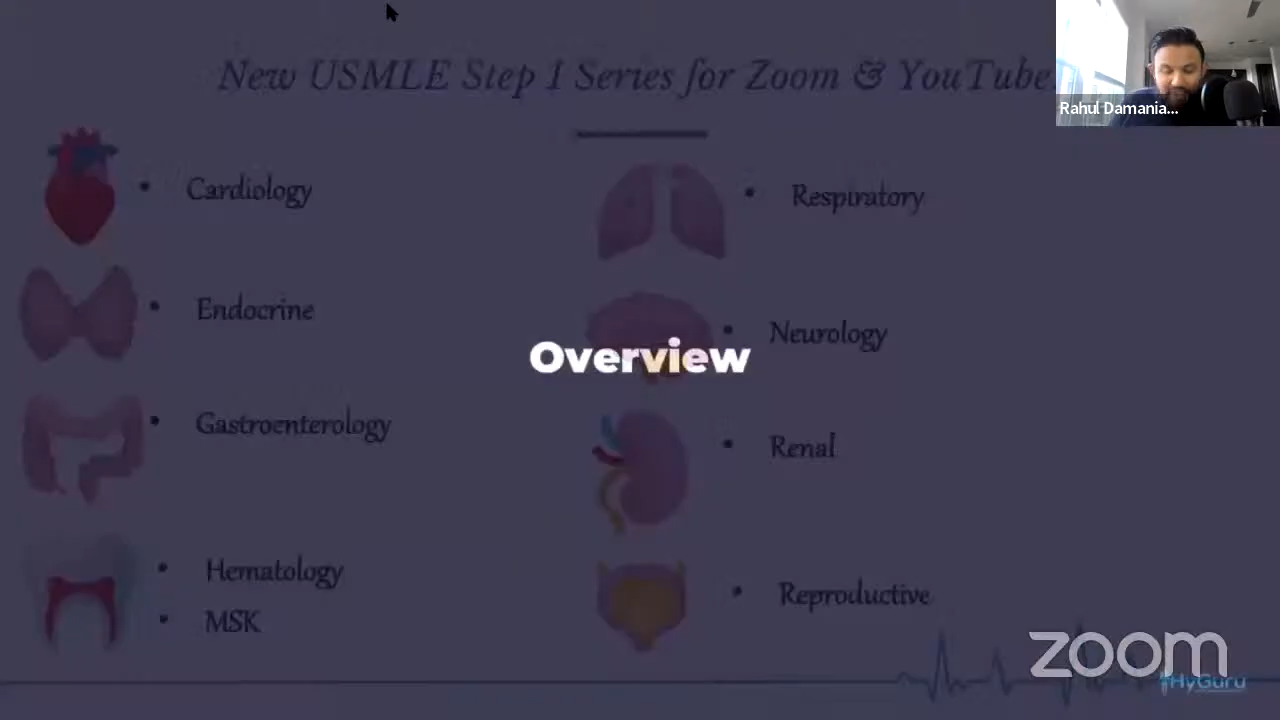 New USMLE Step 1 Series for Zoom & YouTube
Rahul Damania...
• Cardiology
• Respiratory
• Endocrine
• Neurology
Overview
• Gastroenterology
• Renal
• Hematology
• MSK
• Reproductive
zoom
HyGuru